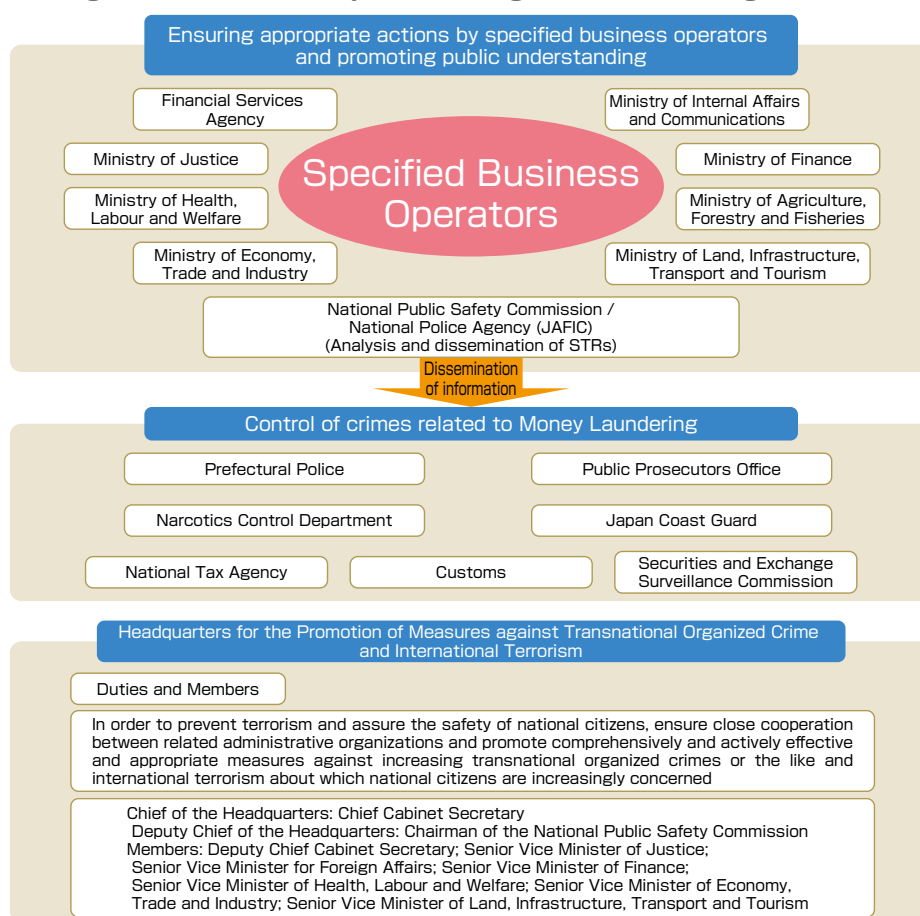 Ensuring appropriate actions by specified business operators
and promoting public understanding
Financial Services
Agency
Ministry of Internal Affairs
and Communications
Ministry of Justice
Specified Business
Operators
Ministry of Finance
Ministry of Health,
Labour and Welfare
Ministry of Agriculture,
Forestry and Fisheries
Ministry of Economy,
Trade and Industry
Ministry of Land, Infrastructure,
Transport and Tourism
National Public Safety Commission /
National Police Agency (JAFIC)
(Analysis and dissemination of STRs)
Dissemination
of information
Control of crimes related to Money Laundering
Prefectural Police
Public Prosecutors Office
Narcotics Control Department
Japan Coast Guard
National Tax Agency
Customs
Securities and Exchange
Surveillance Commission
Headquarters for the Promotion of Measures against Transnational Organized Crime
and International Terrorism
Duties and Members
In order to prevent terrorism and assure the safety of national citizens, ensure close cooperation
between related administrative organizations and promote comprehensively and actively effective
and appropriate measures against increasing transnational organized crimes or the like and
international terrorism about which national citizens are increasingly concerned
Chief of the Headquarters: Chief Cabinet Secretary
Deputy Chief of the Headquarters: Chairman of the National Public Safety Commission
Members: Deputy Chief Cabinet Secretary; Senior Vice Minister of Justice;
Senior Vice Minister for Foreign Affairs; Senior Vice Minister of Finance;
Senior Vice Minister of Health, Labour and Welfare; Senior Vice Minister of Economy,
Trade and Industry; Senior Vice Minister of Land, Infrastructure, Transport and Tourism